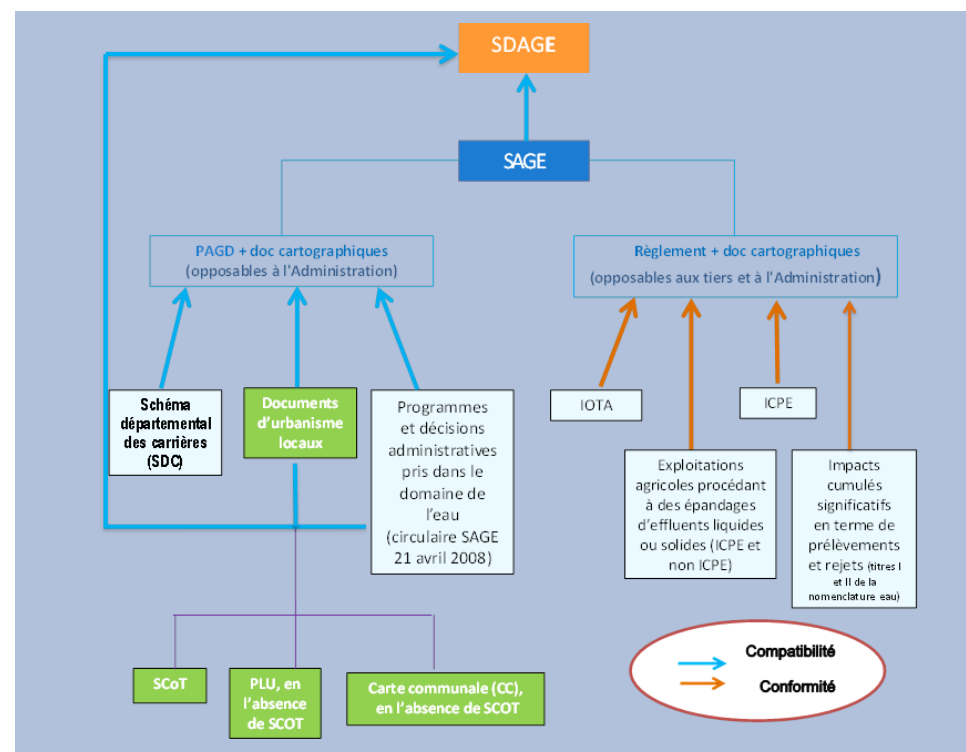 SDAGE
SAGE
PAGD + doc cartographiques
(opposables à l'Administration)
Règlement + doc cartographiques
(opposables aux tiers et à l'Administration)
Schéma
départemental
des carrières
(SDC)
Documents
d'urbanisme
locaux
Programmes
et décisions
administratives
pris dans le
domaine de
l'eau
(circulaire SAGE
21 avril 2008)
IOTA
ICPE
Exploitations
agricoles procédant
à des épandages
d'effluents liquides
ou solides (ICPE et
non ICPE)
Impacts
cumulés
significatifs
en terme de
prélèvements
et rejets (titres I
et II de la
nomenclature eau)
SCoT
PLU, en
l'absence
de SCOT
Carte communale (CC),
en l'absence de SCOT
Compatibilité
Conformité